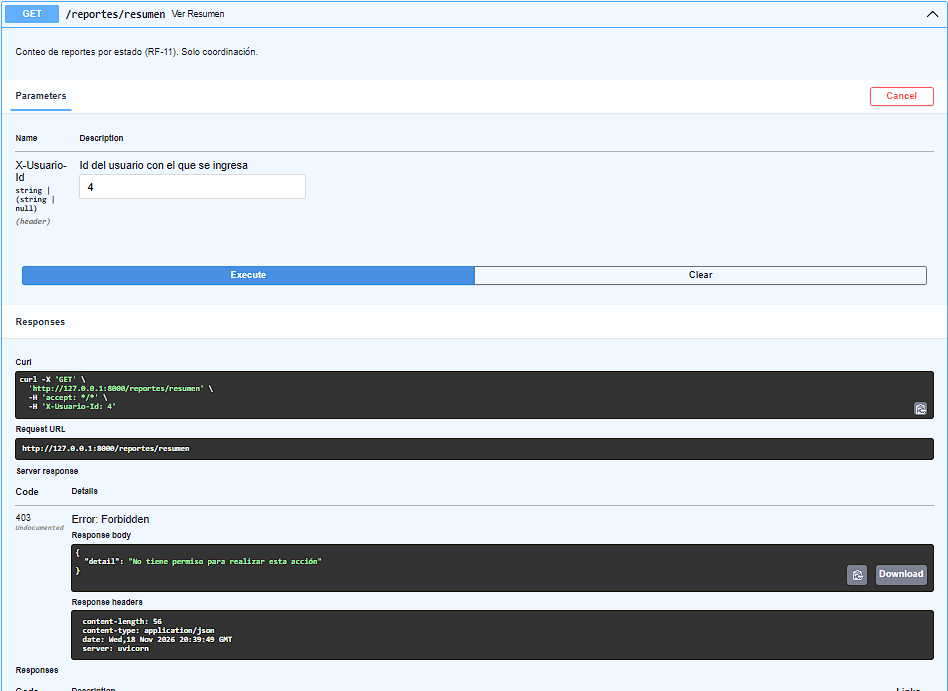 GET /reportes/resumen Ver Resumen
Conteo de reportes por estado (RF-11). Solo coordinación.
Parameters
Cancel
Name Description
X-Usuario-Id
string | (string | null)
(header)
Id del usuario con el que se ingresa
4
Execute Clear
Responses
Curl
curl -X 'GET' \
'http://127.0.0.1:8000/reportes/resumen' \
-H 'accept: */*' \
-H 'X-Usuario-Id: 4'
Request URL
http://127.0.0.1:8000/reportes/resumen
Server response
Code Details
403
Undocumented
Error: Forbidden
Response body
{
"detail": "No tiene permiso para realizar esta acción"
}
Download
Response headers
content-length: 56
content-type: application/json
date: Wed,18 Nov 2026 20:39:49 GMT
server: uvicorn
Responses
Code Description Links